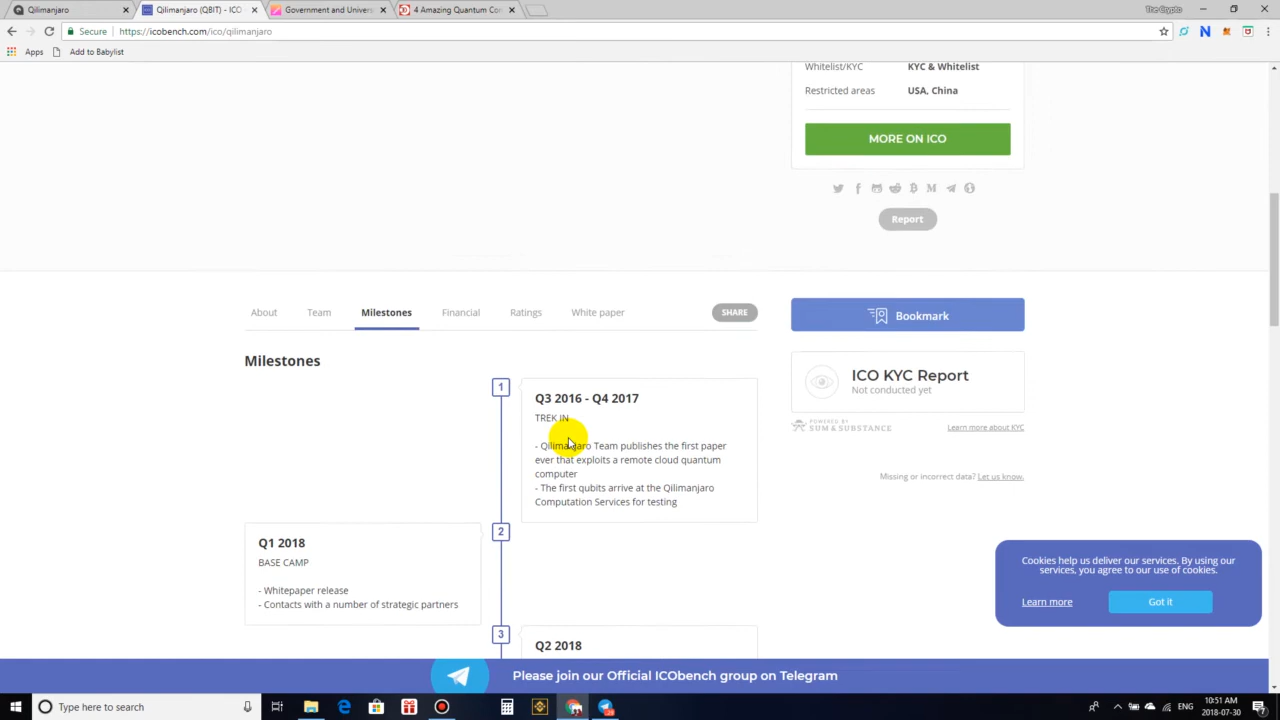 Qilimanjaro
Qilimanjaro (QBIT) - ICO
Government and Univers
4 Amazing Quantum Co
The Crypto
Secure
https://icobench.com/ico/qilimanjaro
Apps
Add to Babylist
Whitelist/KYC
KYC & Whitelist
Restricted areas
USA, China
MORE ON ICO
Report
About
Team
Milestones
Financial
Ratings
White paper
SHARE
Bookmark
Milestones
ICO KYC Report
Not conducted yet
POWERED BY
SUM & SUBSTANCE
Learn more about KYC
Missing or incorrect data? Let us know.
1
Q3 2016 - Q4 2017
TREK IN
- Qilimanjaro Team publishes the first paper
ever that exploits a remote cloud quantum
computer
- The first qubits arrive at the Qilimanjaro
Computation Services for testing
2
Q1 2018
BASE CAMP
- Whitepaper release
- Contacts with a number of strategic partners
3
Q2 2018
Cookies help us deliver our services. By using our
services, you agree to our use of cookies.
Learn more
Got it
Please join our Official ICObench group on Telegram
Type here to search
10:51 AM
2018-07-30